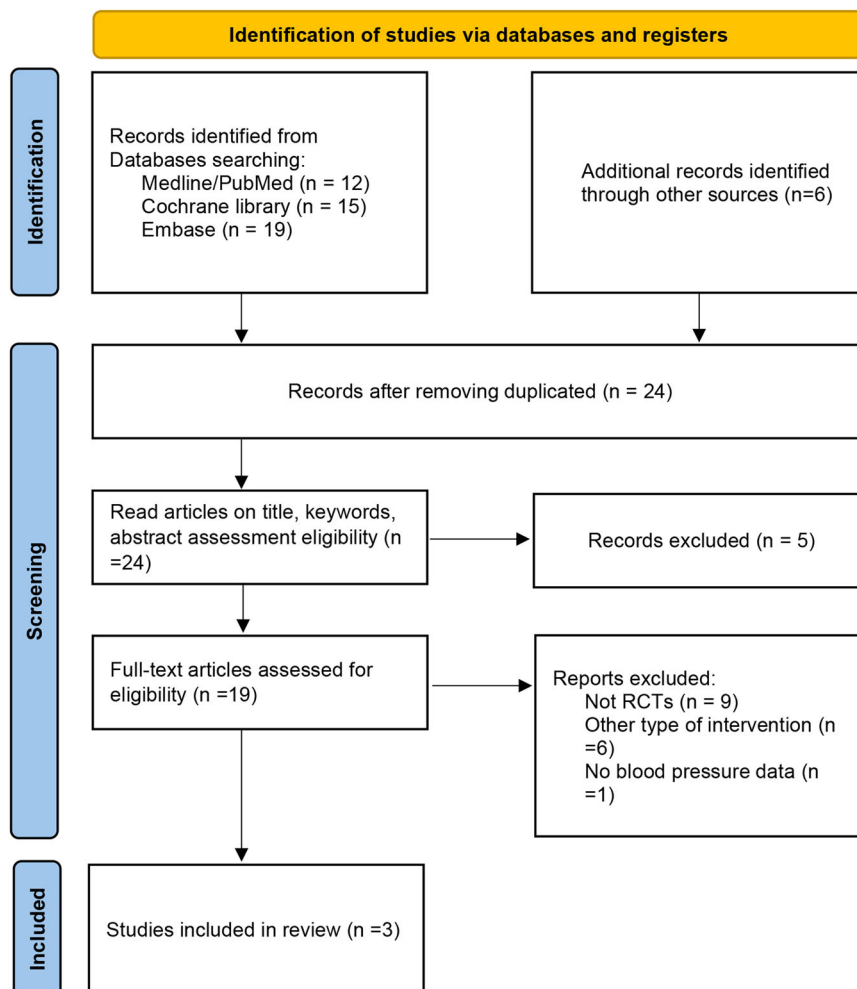 Identification of studies via databases and registers
Identification
Records identified from
Databases searching:
Medline/PubMed (n = 12)
Cochrane library (n = 15)
Embase (n = 19)
Additional records identified
through other sources (n=6)
Screening
Records after removing duplicated (n = 24)
Read articles on title, keywords,
abstract assessment eligibility (n
=24)
Records excluded (n = 5)
Full-text articles assessed for
eligibility (n =19)
Reports excluded:
Not RCTs (n = 9)
Other type of intervention (n
=6)
No blood pressure data (n
=1)
Included
Studies included in review (n =3)